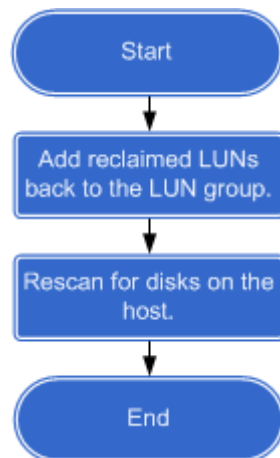 Start
Add reclaimed LUNs
back to the LUN group.
Rescan for disks on the
host.
End